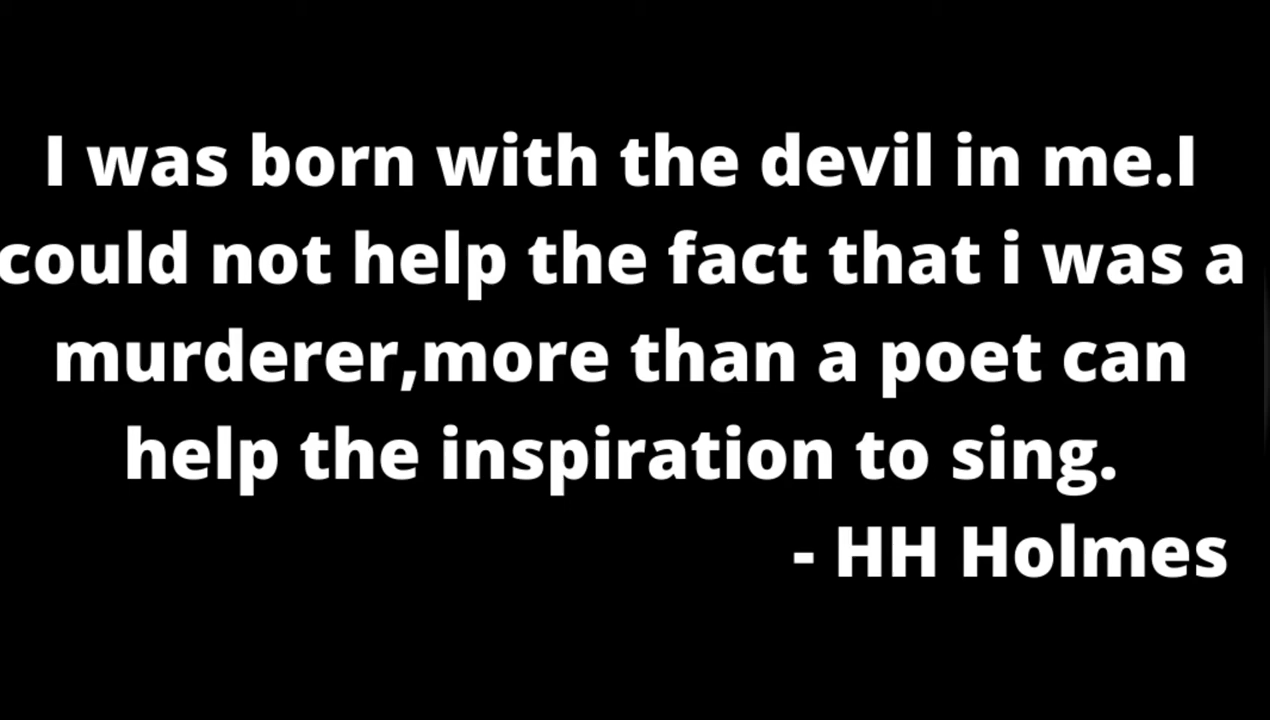 I was born with the devil in me.I
could not help the fact that i was a
murderer,more than a poet can
help the inspiration to sing.
- HH Holmes